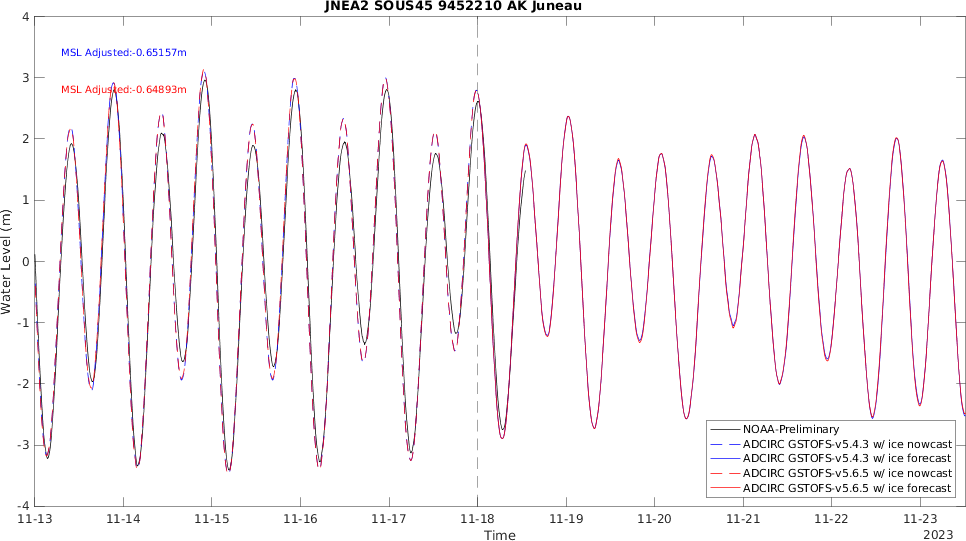 JNEA2 SOUS45 9452210 AK Juneau
4
MSL Adjusted:-0.65157m
3
MSL Adjusted:-0.64893m
2
1
0
-1
-2
-3
-4
Water Level (m)
NOAA-Preliminary
ADCIRC GSTOFS-v5.4.3 w/ ice nowcast
ADCIRC GSTOFS-v5.4.3 w/ ice forecast
ADCIRC GSTOFS-v5.6.5 w/ ice nowcast
ADCIRC GSTOFS-v5.6.5 w/ ice forecast
11-13 11-14 11-15 11-16 11-17 11-18 11-19 11-20 11-21 11-22 11-23
Time
2023